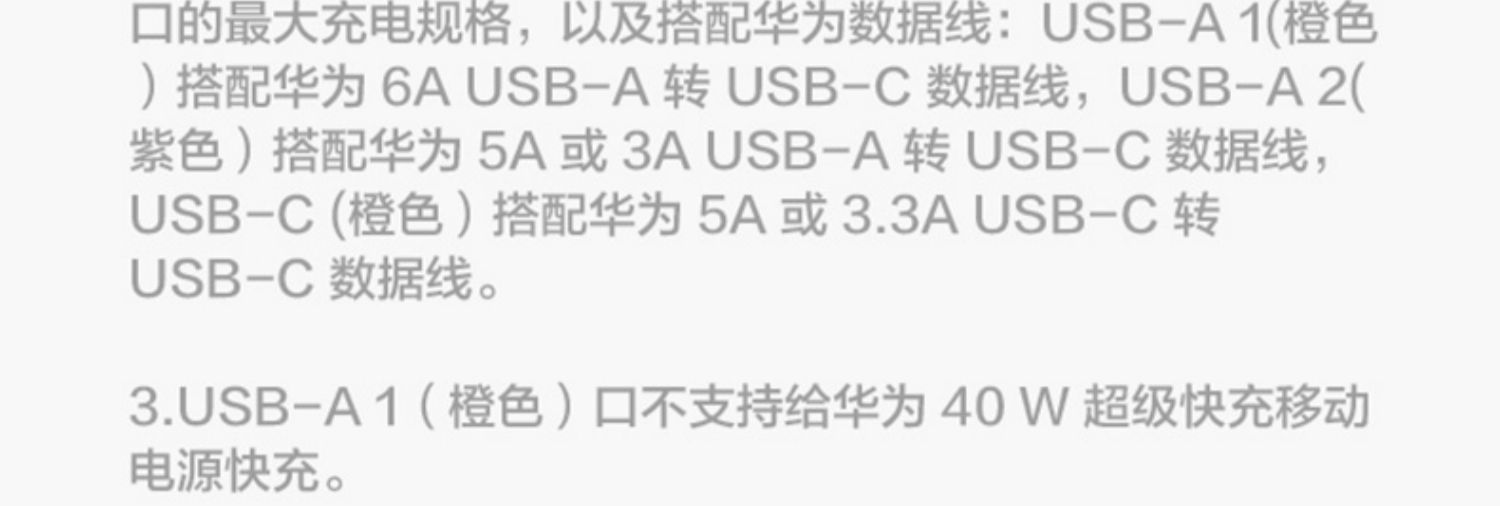 口的最大充电规格，以及搭配华为数据线：USB-A 1(橙色
）搭配华为 6A USB-A 转 USB-C 数据线，USB-A 2(
紫色）搭配华为 5A 或 3A USB-A 转 USB-C 数据线，
USB-C (橙色）搭配华为 5A 或 3.3A USB-C 转
USB-C 数据线。
3.USB-A 1（橙色）口不支持给华为 40 W 超级快充移动
电源快充。